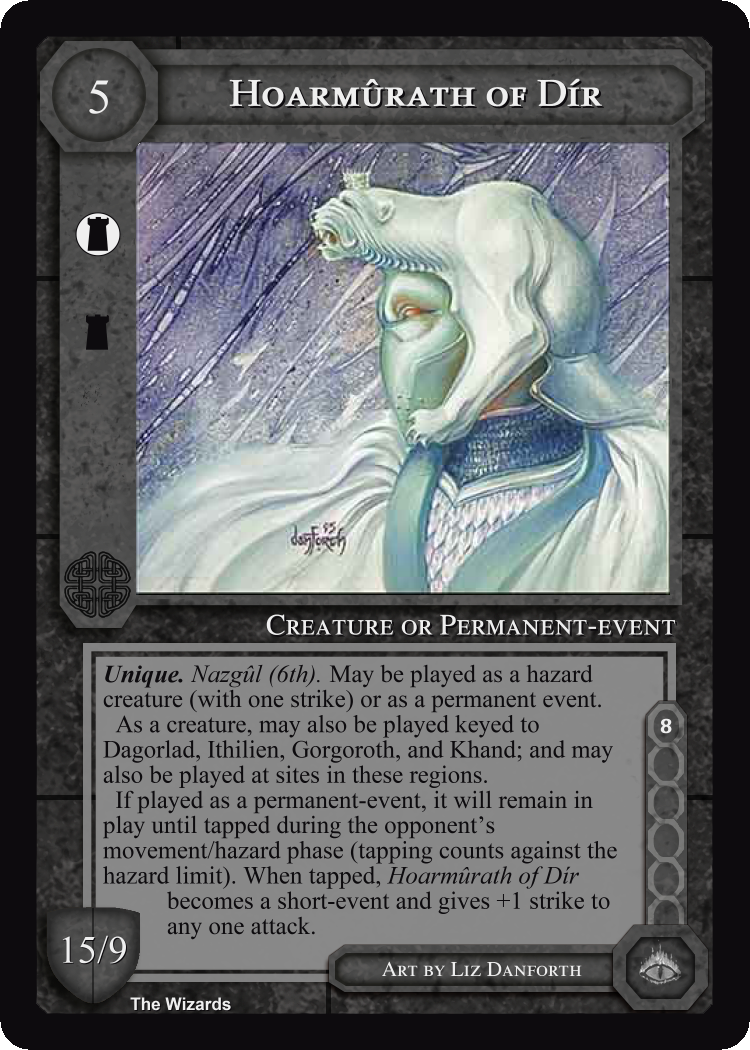 5
Hoarmûrath of Dír
danforth 95
Creature or Permanent-event
Unique. Nazgûl (6th). May be played as a hazard
creature (with one strike) or as a permanent event.
As a creature, may also be played keyed to
Dagorlad, Ithilien, Gorgoroth, and Khand; and may
also be played at sites in these regions.
If played as a permanent-event, it will remain in
play until tapped during the opponent's
movement/hazard phase (tapping counts against the
hazard limit). When tapped, Hoarmûrath of Dír
becomes a short-event and gives +1 strike to
any one attack.
8
15/9
Art by Liz Danforth
The Wizards